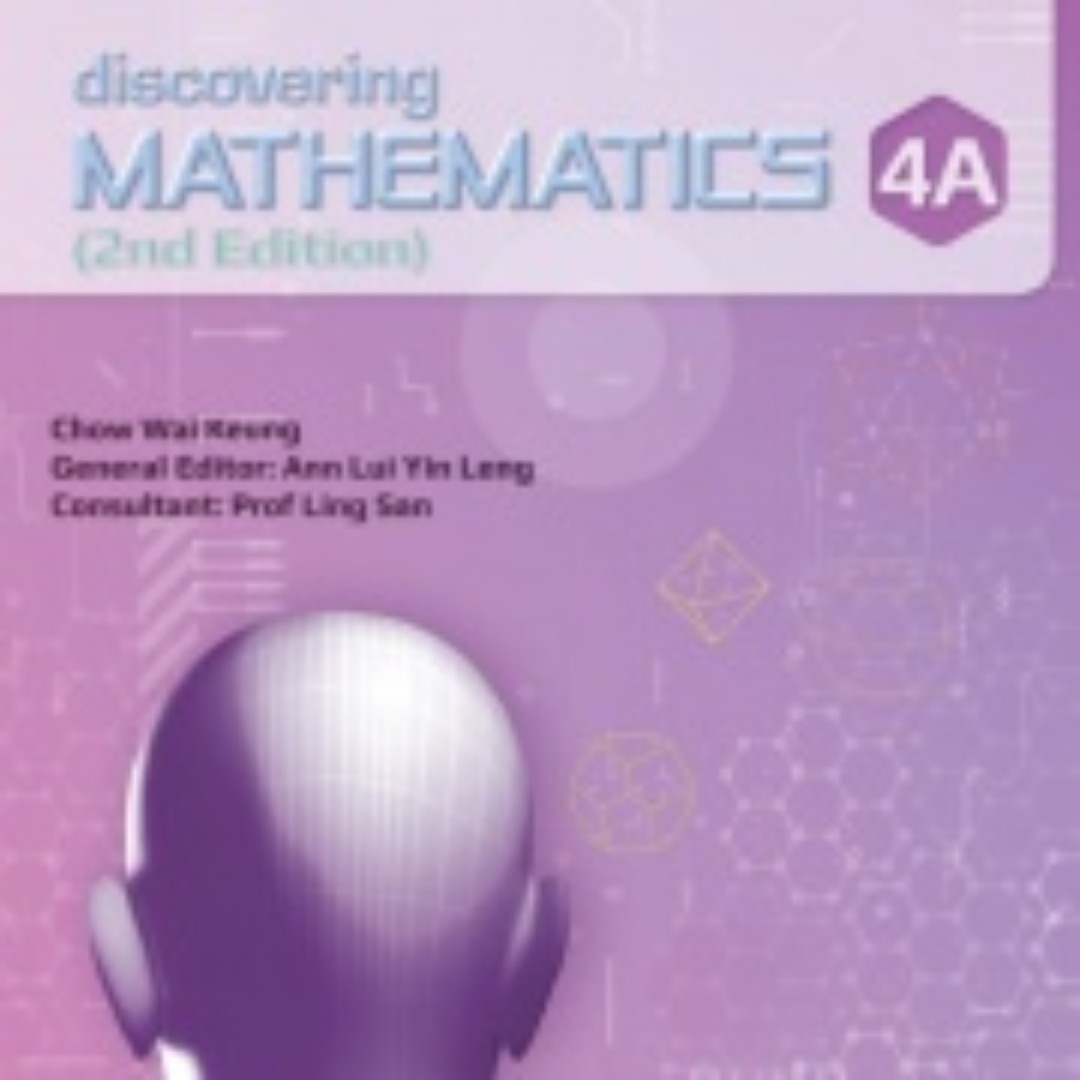 discovering
MATHEMATICS
4A
(2nd Edition)
Chow Wai Keung
General Editor: Ann Lui Yin Leng
Consultant: Prof Ling San